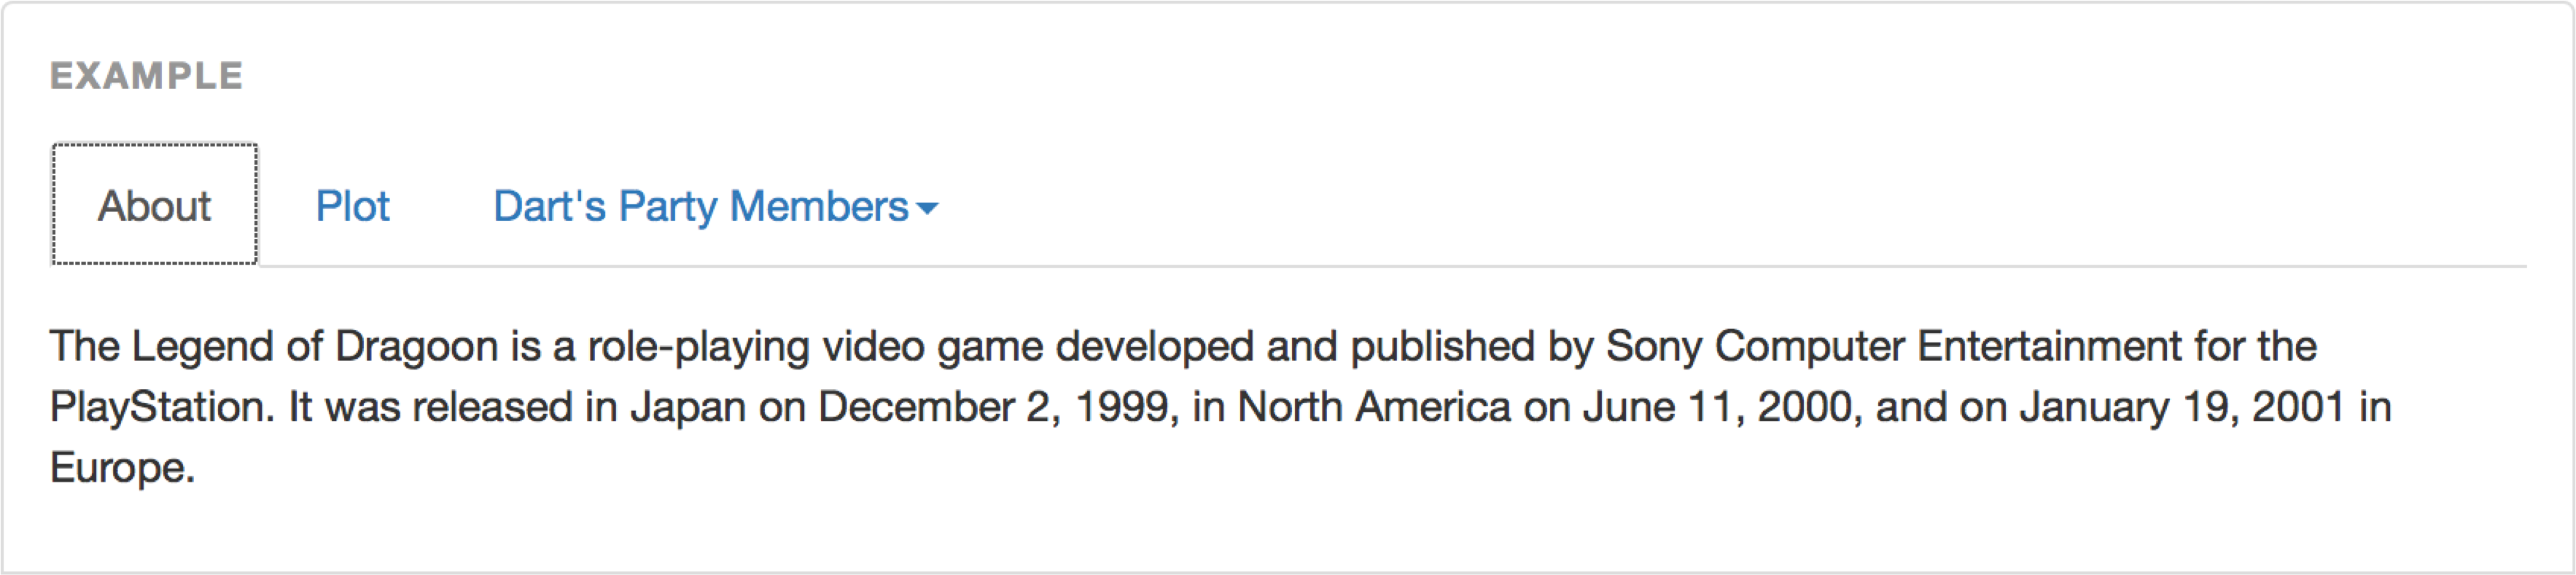 EXAMPLE
About Plot Dart's Party Members
The Legend of Dragoon is a role-playing video game developed and published by Sony Computer Entertainment for the
PlayStation. It was released in Japan on December 2, 1999, in North America on June 11, 2000, and on January 19, 2001 in
Europe.